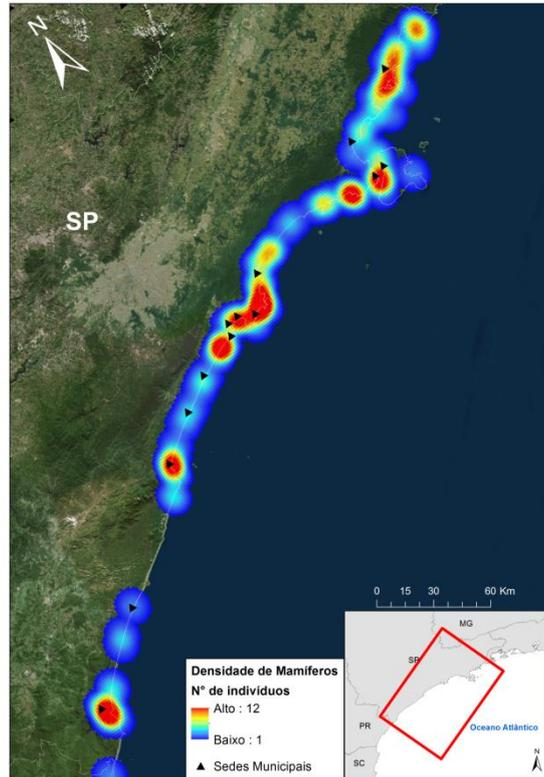 N
SP
0 15 30 60 Km
Densidade de Mamíferos
N° de indivíduos
Alto : 12
Baixo : 1
Sedes Municipais
MG
SP
PR
SC
Oceano Atlântico
N